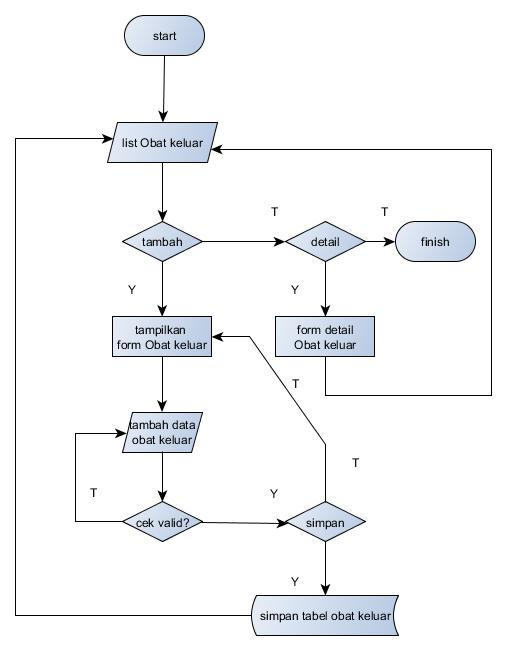 start
list Obat keluar
T
T
tambah
detail
finish
Y
Y
tampilkan
form Obat keluar
form detail
Obat keluar
T
tambah data
obat keluar
T
T
Y
cek valid?
simpan
Y
simpan tabel obat keluar